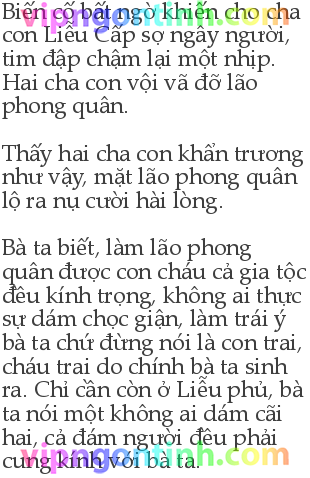 Biến cố bất ngờ khiến cho cha
con Liễu Cấp sợ ngây người,
tim đập chậm lại một nhịp.
Hai cha con vội vã đỡ lão
phong quân.
Thấy hai cha con khẩn trương
như vậy, mặt lão phong quân
lộ ra nụ cười hài lòng.
Bà ta biết, làm lão phong
quân được con cháu cả gia tộc
đều kính trọng, không ai thực
sự dám chọc giận, làm trái ý
bà ta chứ đừng nói là con trai,
cháu trai do chính bà ta sinh
ra. Chỉ cần còn ở Liễu phủ, bà
ta nói một không ai dám cãi
hai, cả đám người đều phải
cung kính với bà ta.
vipngontinh.com
vipngontinh.com
vipngontinh.com